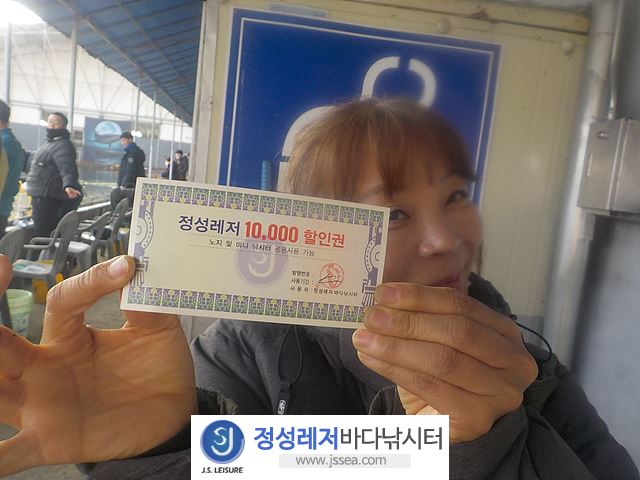 정성레저 10,000 할인권
노지 및 미니 낚시터 공용사용 가능
발행번호 :
사용기간 :
사 용 처 : 정성레저바다낚시터
SJ
J.S. LEISURE
정성레저바다낚시터
www.jssea.com